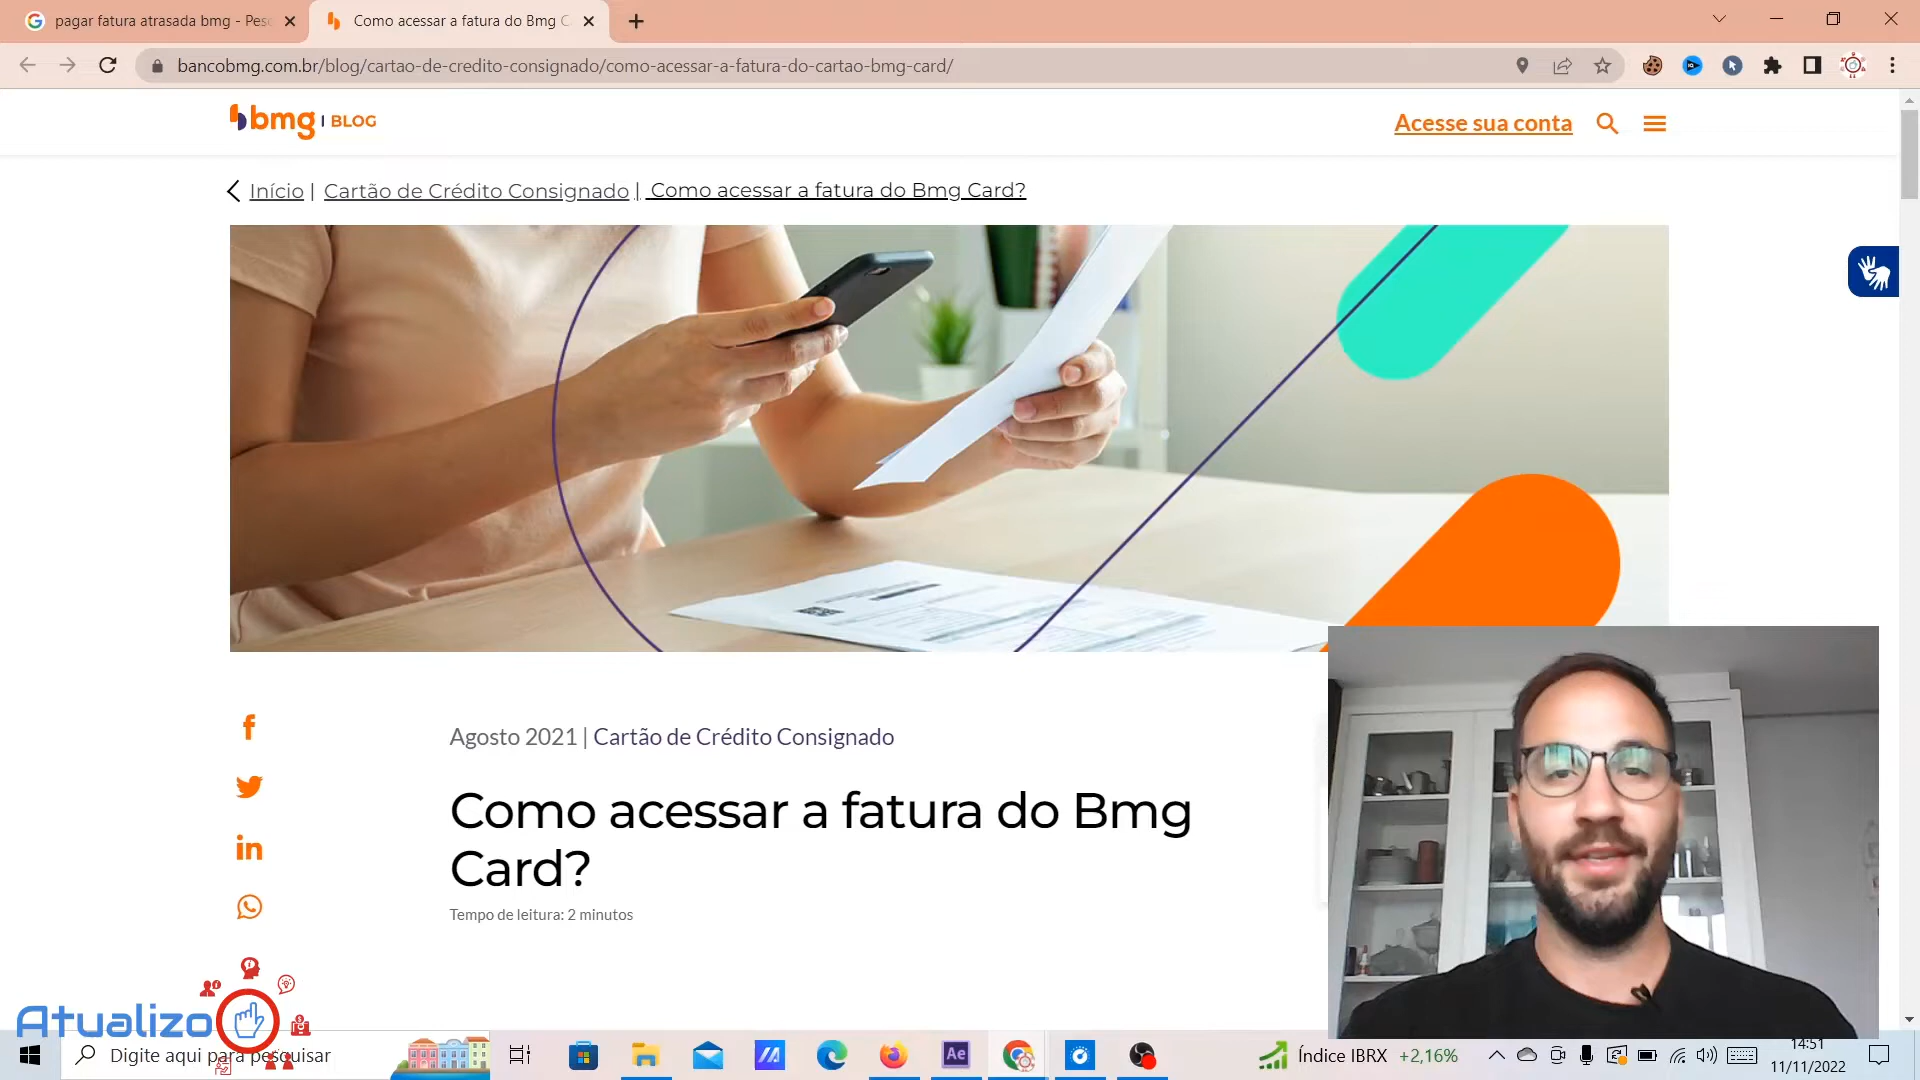 pagar fatura atrasada bmg - Pesc
Como acessar a fatura do Bmg C
bancobmg.com.br/blog/cartao-de-credito-consignado/como-acessar-a-fatura-do-cartao-bmg-card/
bmg | BLOG
Acesse sua conta
Início | Cartão de Crédito Consignado | Como acessar a fatura do Bmg Card?
Agosto 2021 | Cartão de Crédito Consignado
Como acessar a fatura do Bmg
Card?
Tempo de leitura: 2 minutos
Atualizo
Digite aqui para pesquisar
Ae
Índice IBRX +2,16%
14:51
11/11/2022